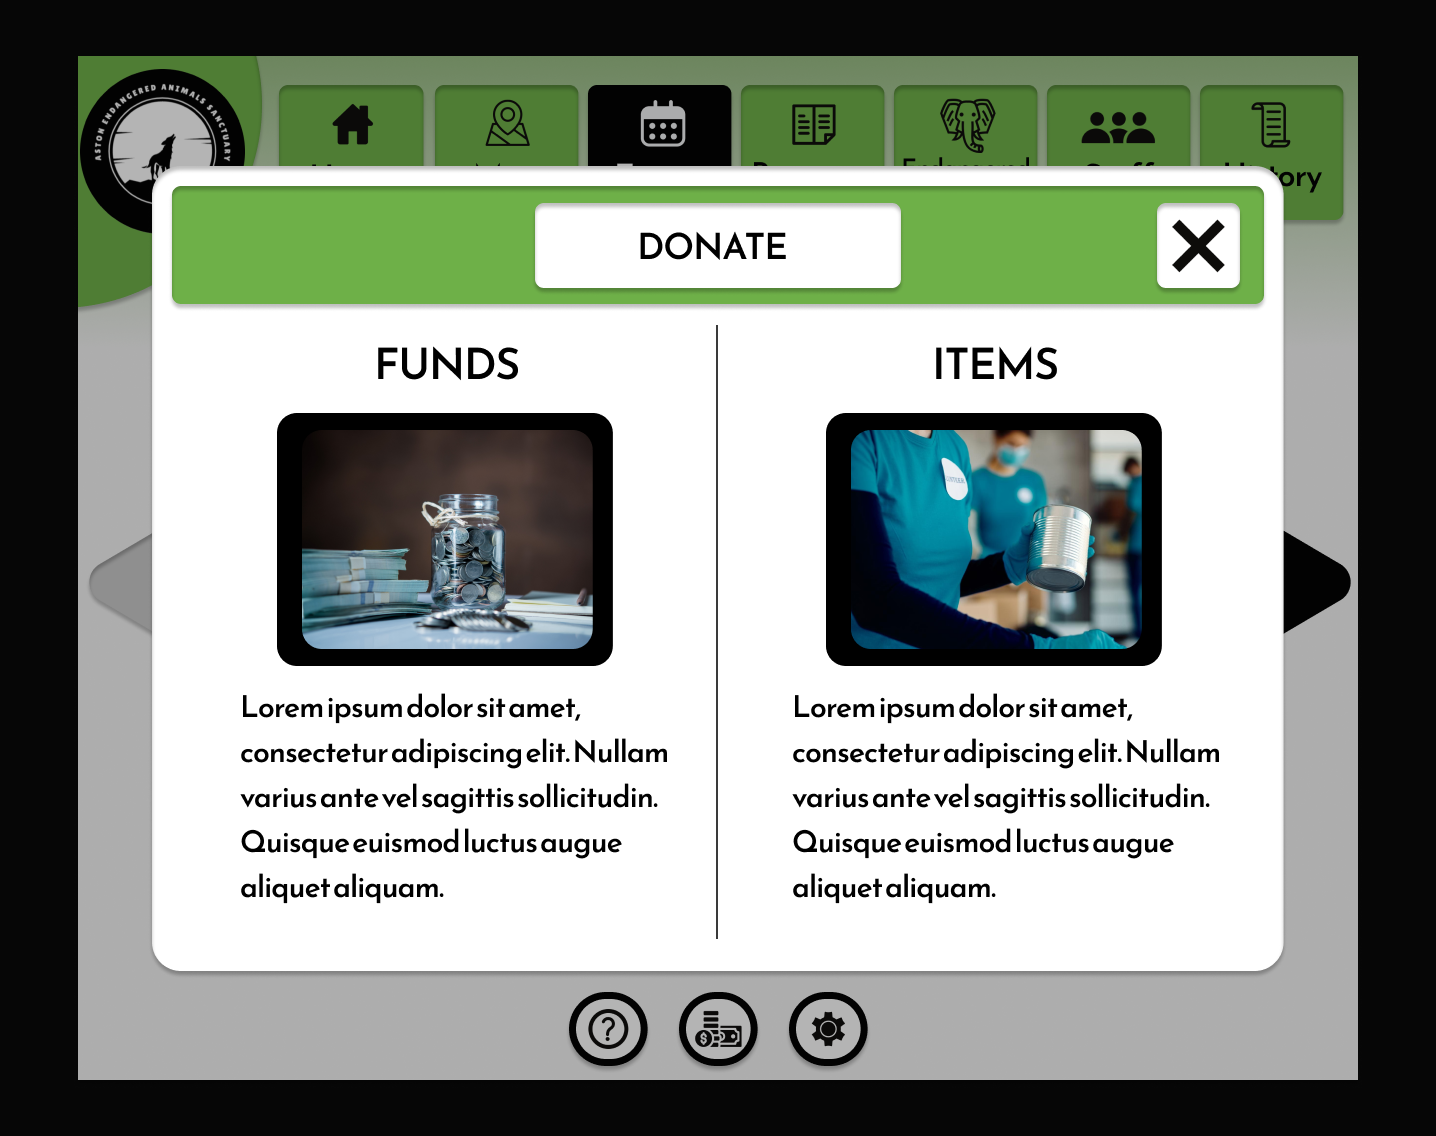 ASTON ENDANGERED ANIMALS SANCTUARY
DONATE
FUNDS
ITEMS
Lorem ipsum dolor sit amet,
consectetur adipiscing elit. Nullam
varius ante vel sagittis sollicitudin.
Quisque euismod luctus augue
aliquet aliquam.
Lorem ipsum dolor sit amet,
consectetur adipiscing elit. Nullam
varius ante vel sagittis sollicitudin.
Quisque euismod luctus augue
aliquet aliquam.